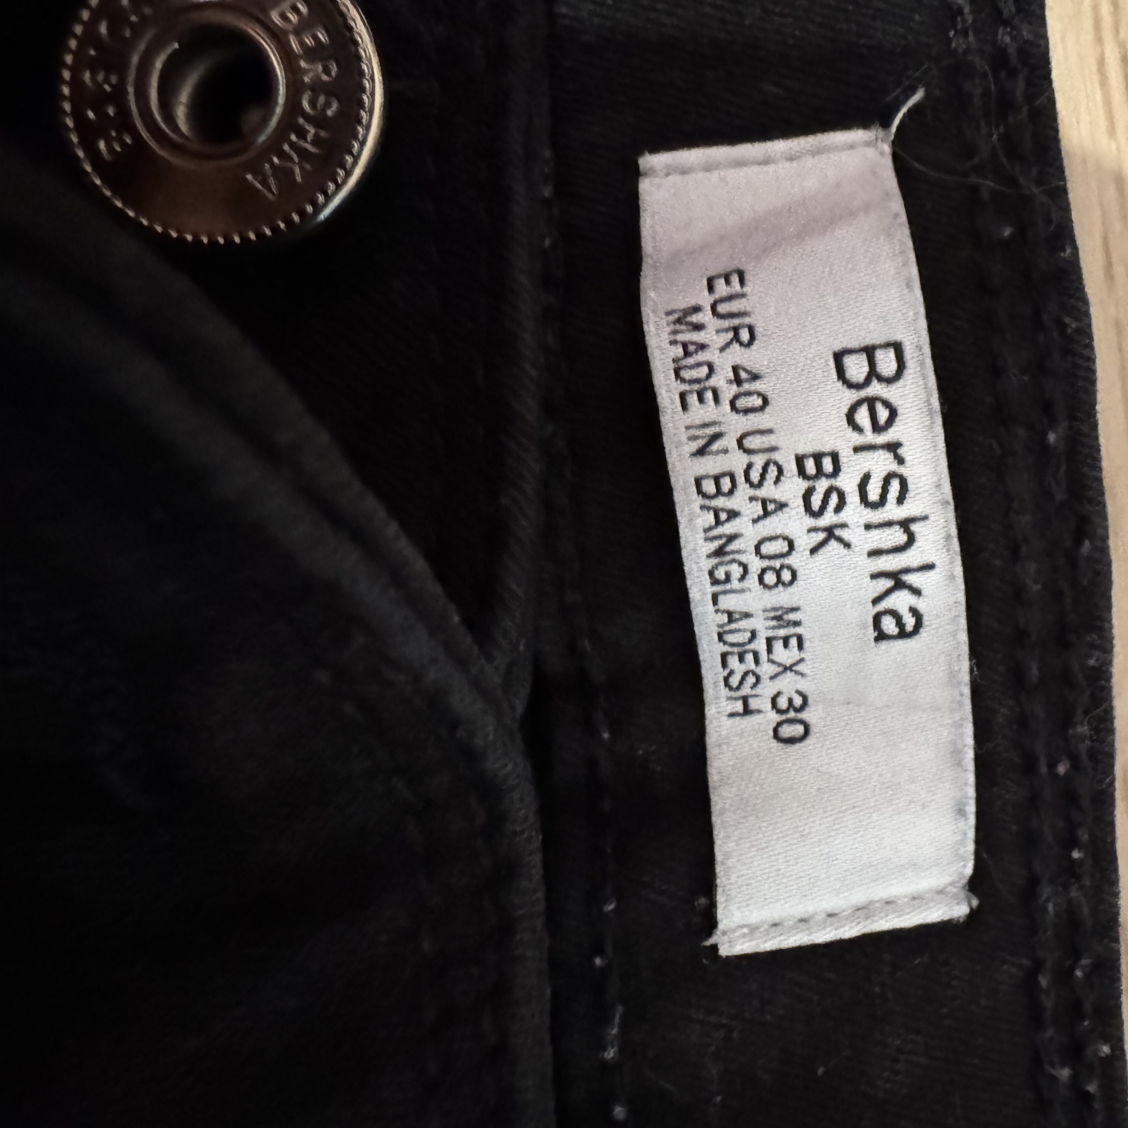 BERSHKA
Bershka
BSK
EUR 40 USA 08 MEX 30
MADE IN BANGLADESH